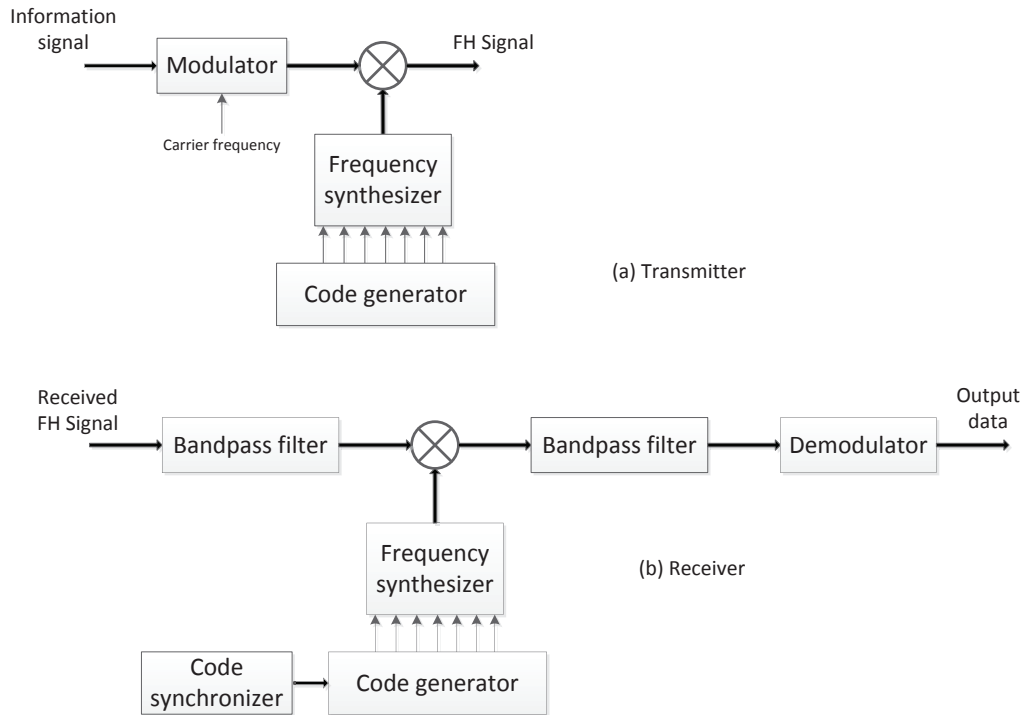 Information
signal
Modulator
FH Signal
Carrier frequency
Frequency
synthesizer
Code generator
(a) Transmitter
Received
FH Signal
Bandpass filter
Bandpass filter
Demodulator
Output
data
Frequency
synthesizer
(b) Receiver
Code
synchronizer
Code generator